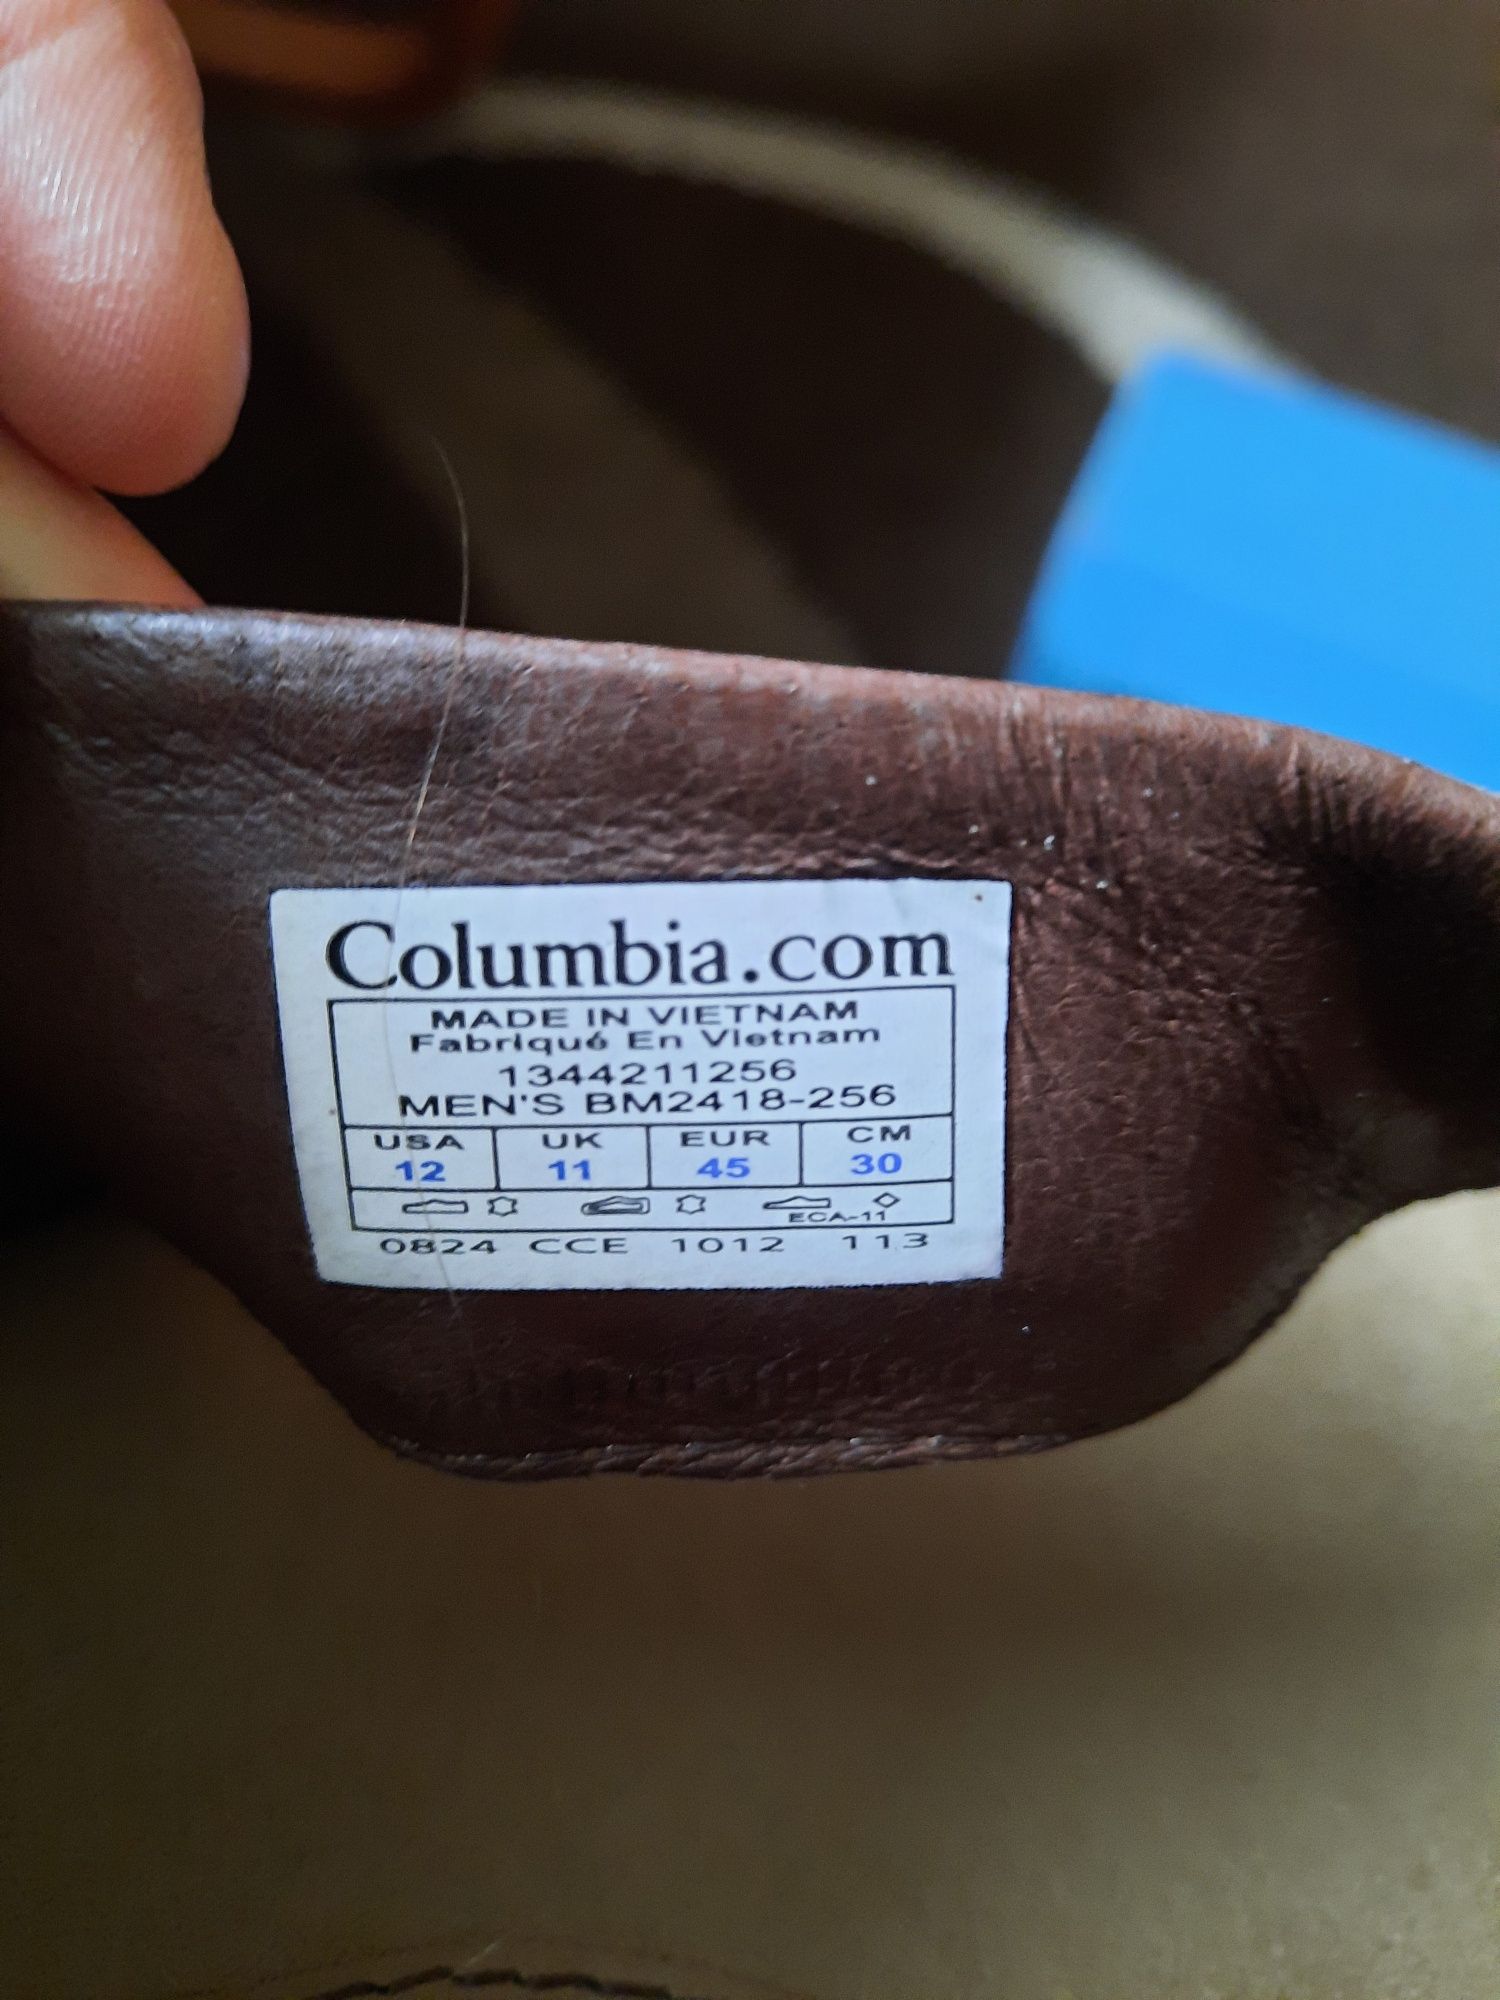 Columbia.com
MADE IN VIETNAM
Fabriqué En Vietnam
1344211256
MEN'S BM2418-256
USA UK EUR CM
12 11 45 30
ECA-11
0824 CCE 1012 113